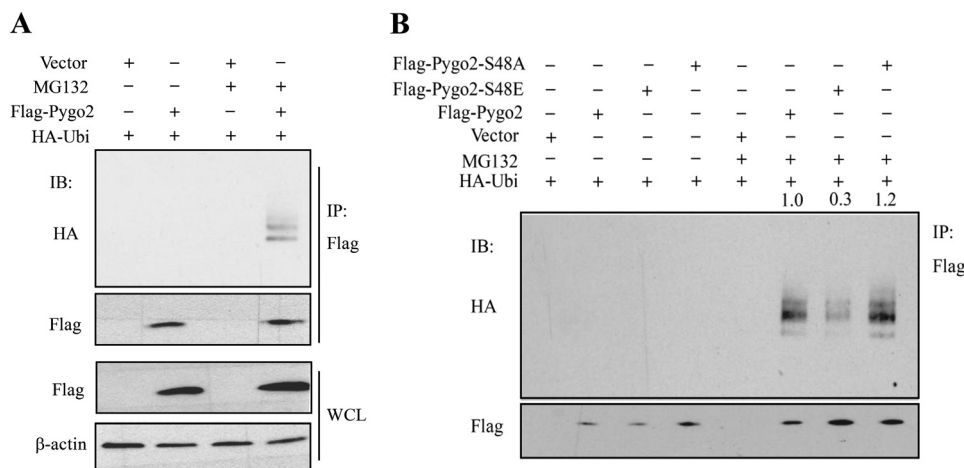 A
Vector + − + −
MG132 − − + +
Flag-Pygo2 − + − +
HA-Ubi + + + +
IB:
HA
IP:
Flag
Flag
Flag
WCL
β-actin
B
Flag-Pygo2-S48A − − − + − − − +
Flag-Pygo2-S48E − − + − − − + −
Flag-Pygo2 − + − − − + − −
Vector + − − − + − − −
MG132 − − − − + + + +
HA-Ubi + + + + + + + +
1.0 0.3 1.2
IB:
HA
IP:
Flag
Flag